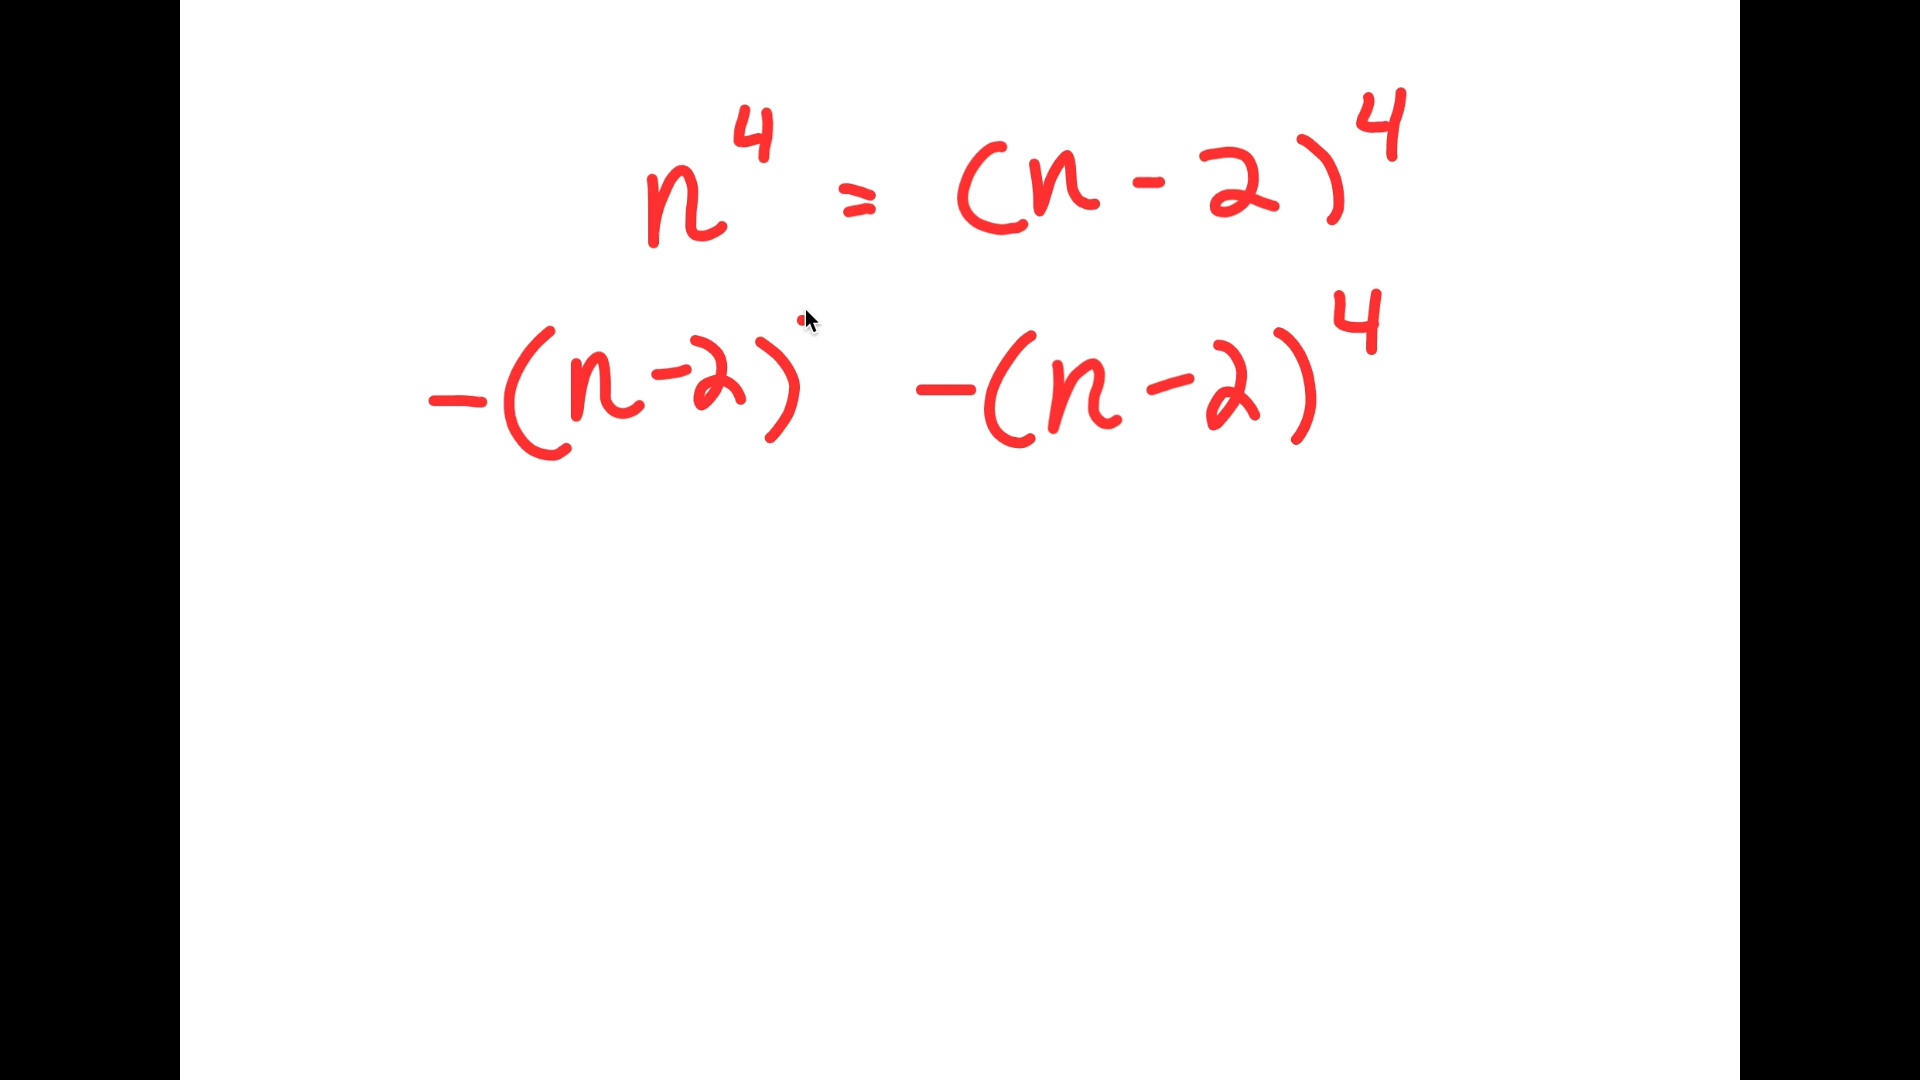 n⁴ = (n - 2)⁴
-(n-2) -(n-2)⁴